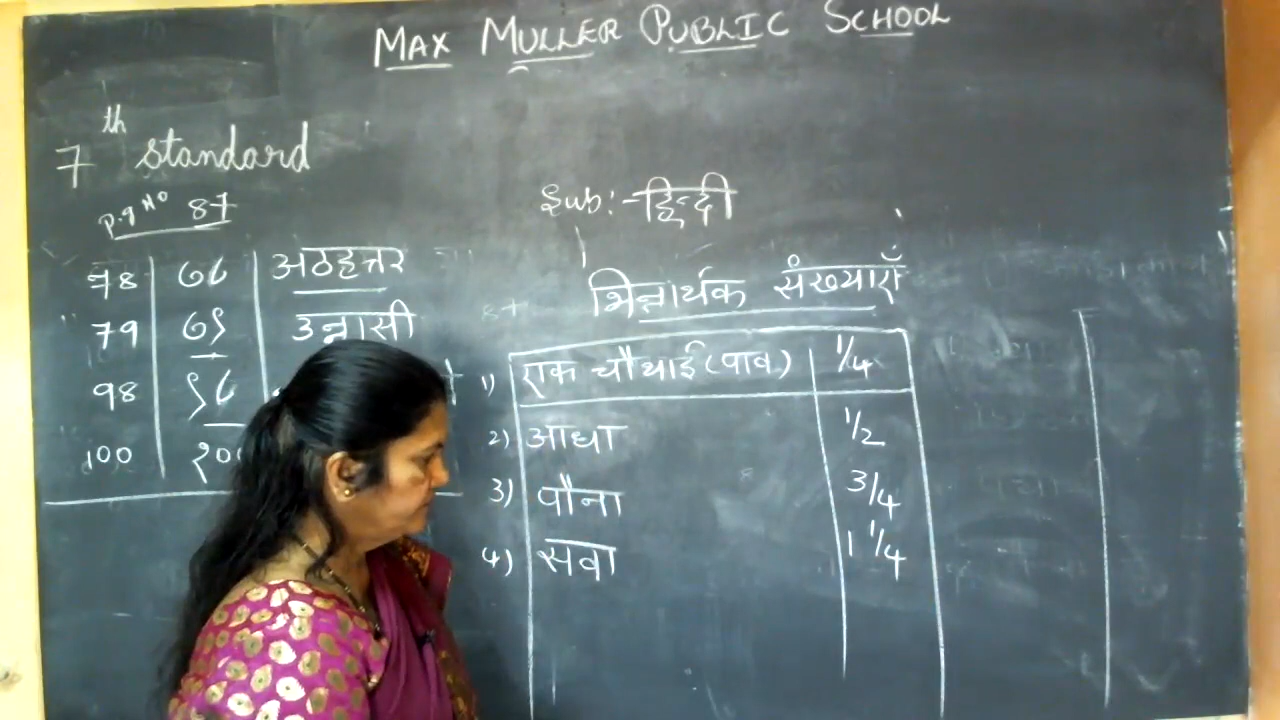 MAX MULLER PUBLIC SCHOOL
7th standard
P.g No 87
Sub:- हिन्दी
78 ७८ अठहत्तर
79 ७९ उन्नासी
98 ९८
100 १००
भिन्नार्थक संख्याएँ
1) एक चौथाई (पाव) 1/4
2) आधा 1/2
3) पौना 3/4
4) सवा 1 1/4